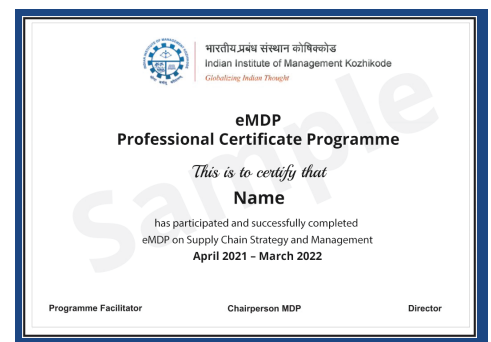 भारतीय प्रबंध संस्थान कोषिक्कोड
Indian Institute of Management Kozhikode
Globalizing Indian Thought
eMDP
Professional Certificate Programme
This is to certify that
Name
has participated and successfully completed
eMDP on Supply Chain Strategy and Management
April 2021 – March 2022
Sample
Programme Facilitator
Chairperson MDP
Director